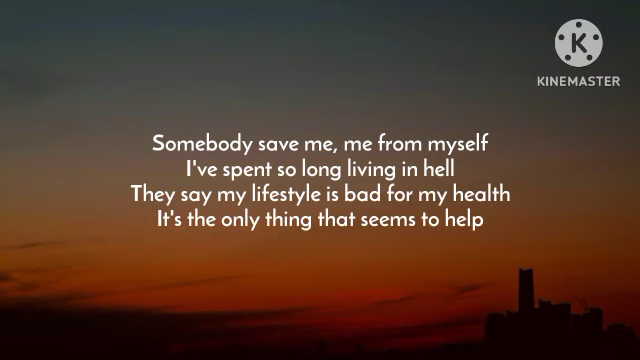 K
KINEMASTER
Somebody save me, me from myself
I've spent so long living in hell
They say my lifestyle is bad for my health
It's the only thing that seems to help